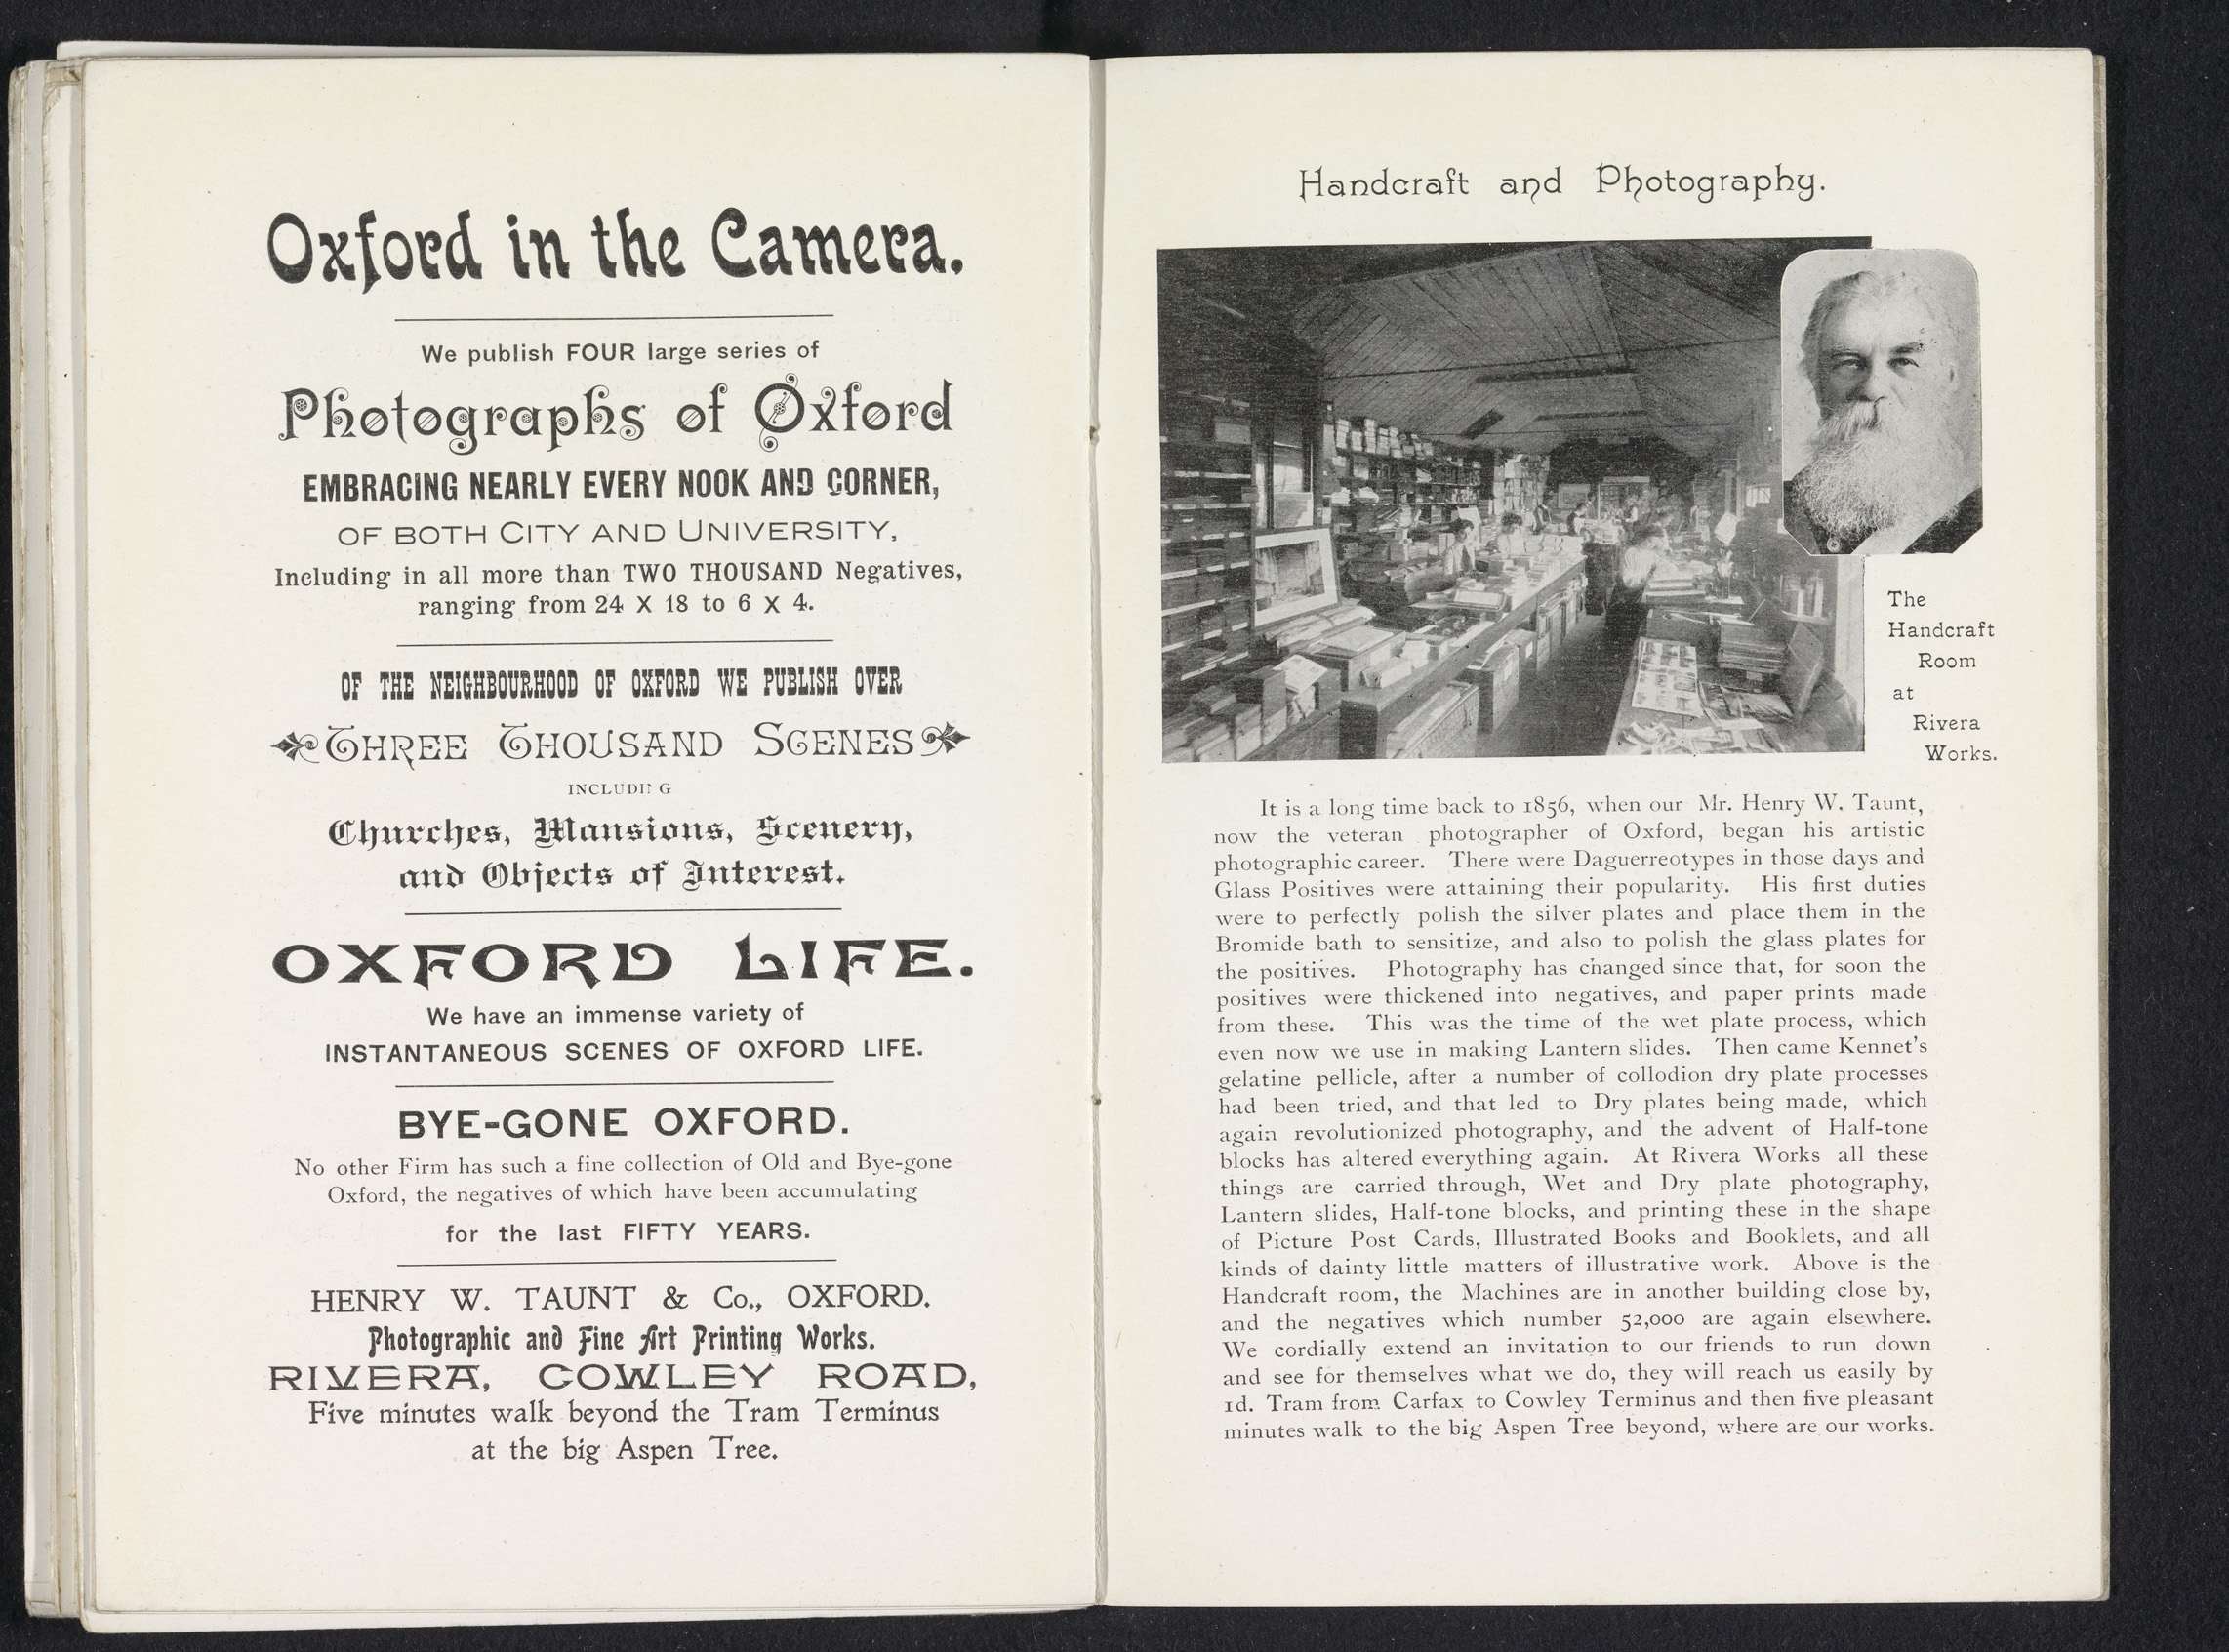 Oxford in the Camera.
We publish FOUR large series of
Photographs of Oxford
EMBRACING NEARLY EVERY NOOK AND CORNER,
OF BOTH CITY AND UNIVERSITY,
Including in all more than TWO THOUSAND Negatives,
ranging from 24 X 18 to 6 X 4.
OF THE NEIGHBOURHOOD OF OXFORD WE PUBLISH OVER
THREE THOUSAND SCENES
INCLUDING
Churches, Mansions, Scenery,
and Objects of Interest.
OXFORD LIFE.
We have an immense variety of
INSTANTANEOUS SCENES OF OXFORD LIFE.
BYE-GONE OXFORD.
No other Firm has such a fine collection of Old and Bye-gone
Oxford, the negatives of which have been accumulating
for the last FIFTY YEARS.
HENRY W. TAUNT & Co., OXFORD.
Photographic and Fine Art Printing Works.
RIVERA, COWLEY ROAD,
Five minutes walk beyond the Tram Terminus
at the big Aspen Tree.
Handcraft and Photography.
The
Handcraft
Room
at
Rivera
Works.
It is a long time back to 1856, when our Mr. Henry W. Taunt,
now the veteran photographer of Oxford, began his artistic
photographic career. There were Daguerreotypes in those days and
Glass Positives were attaining their popularity. His first duties
were to perfectly polish the silver plates and place them in the
Bromide bath to sensitize, and also to polish the glass plates for
the positives. Photography has changed since that, for soon the
positives were thickened into negatives, and paper prints made
from these. This was the time of the wet plate process, which
even now we use in making Lantern slides. Then came Kennet's
gelatine pellicle, after a number of collodion dry plate processes
had been tried, and that led to Dry plates being made, which
again revolutionized photography, and the advent of Half-tone
blocks has altered everything again. At Rivera Works all these
things are carried through, Wet and Dry plate photography,
Lantern slides, Half-tone blocks, and printing these in the shape
of Picture Post Cards, Illustrated Books and Booklets, and all
kinds of dainty little matters of illustrative work. Above is the
Handcraft room, the Machines are in another building close by,
and the negatives which number 52,000 are again elsewhere.
We cordially extend an invitation to our friends to run down
and see for themselves what we do, they will reach us easily by
1d. Tram from Carfax to Cowley Terminus and then five pleasant
minutes walk to the big Aspen Tree beyond, where are our works.